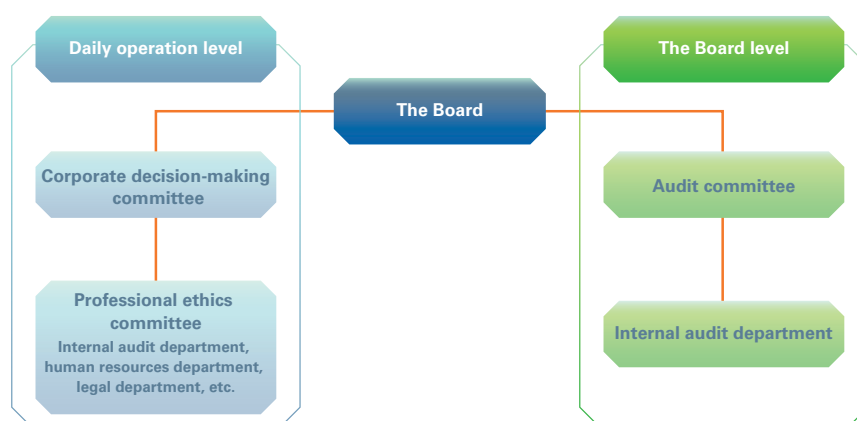 Daily operation level
The Board level
The Board
Corporate decision-making
committee
Audit committee
Professional ethics
committee
Internal audit department,
human resources department,
legal department, etc.
Internal audit department